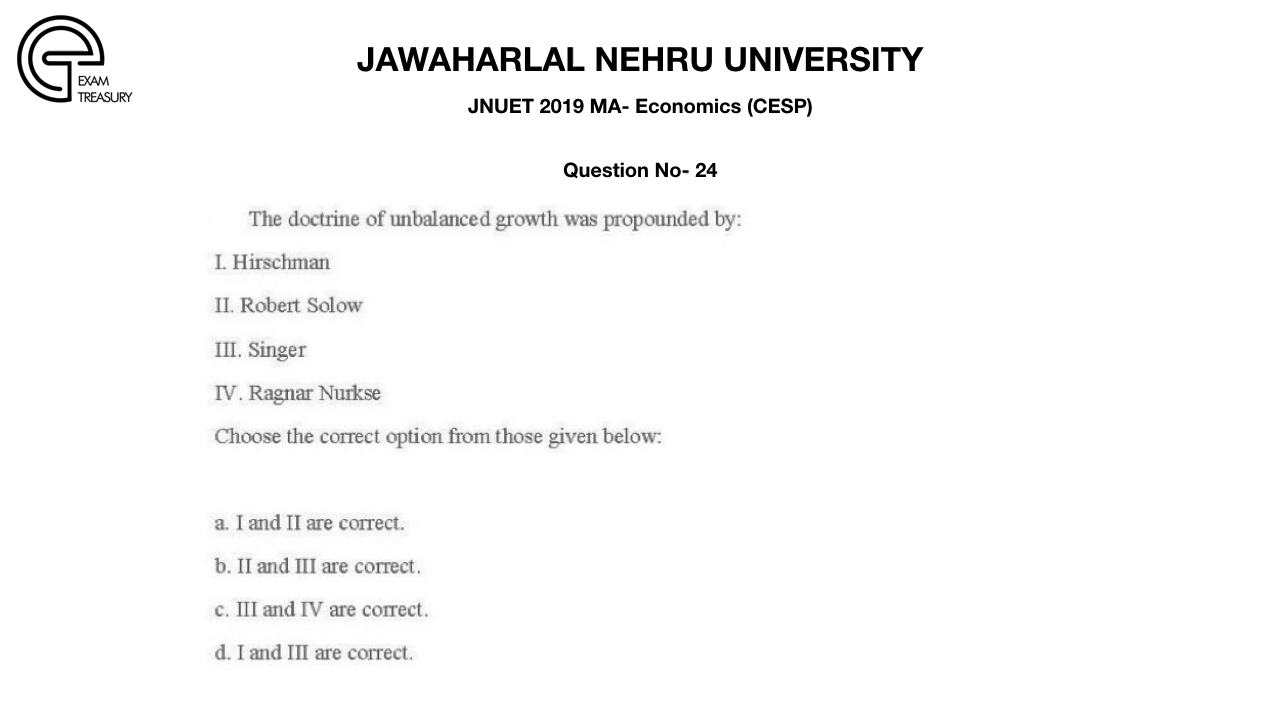 EXAM
TREASURY
JAWAHARLAL NEHRU UNIVERSITY
JNUET 2019 MA- Economics (CESP)
Question No- 24
The doctrine of unbalanced growth was propounded by:
I. Hirschman
II. Robert Solow
III. Singer
IV. Ragnar Nurkse
Choose the correct option from those given below:
a. I and II are correct.
b. II and III are correct.
c. III and IV are correct.
d. I and III are correct.